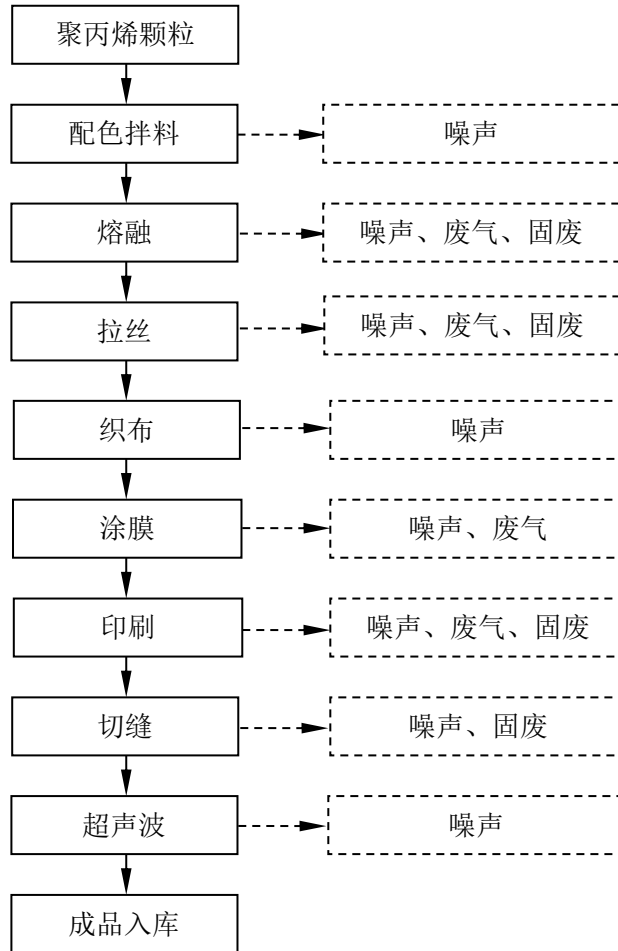 聚丙烯颗粒
配色拌料
噪声
熔融
噪声、废气、固废
拉丝
噪声、废气、固废
织布
噪声
涂膜
噪声、废气
印刷
噪声、废气、固废
切缝
噪声、固废
超声波
噪声
成品入库